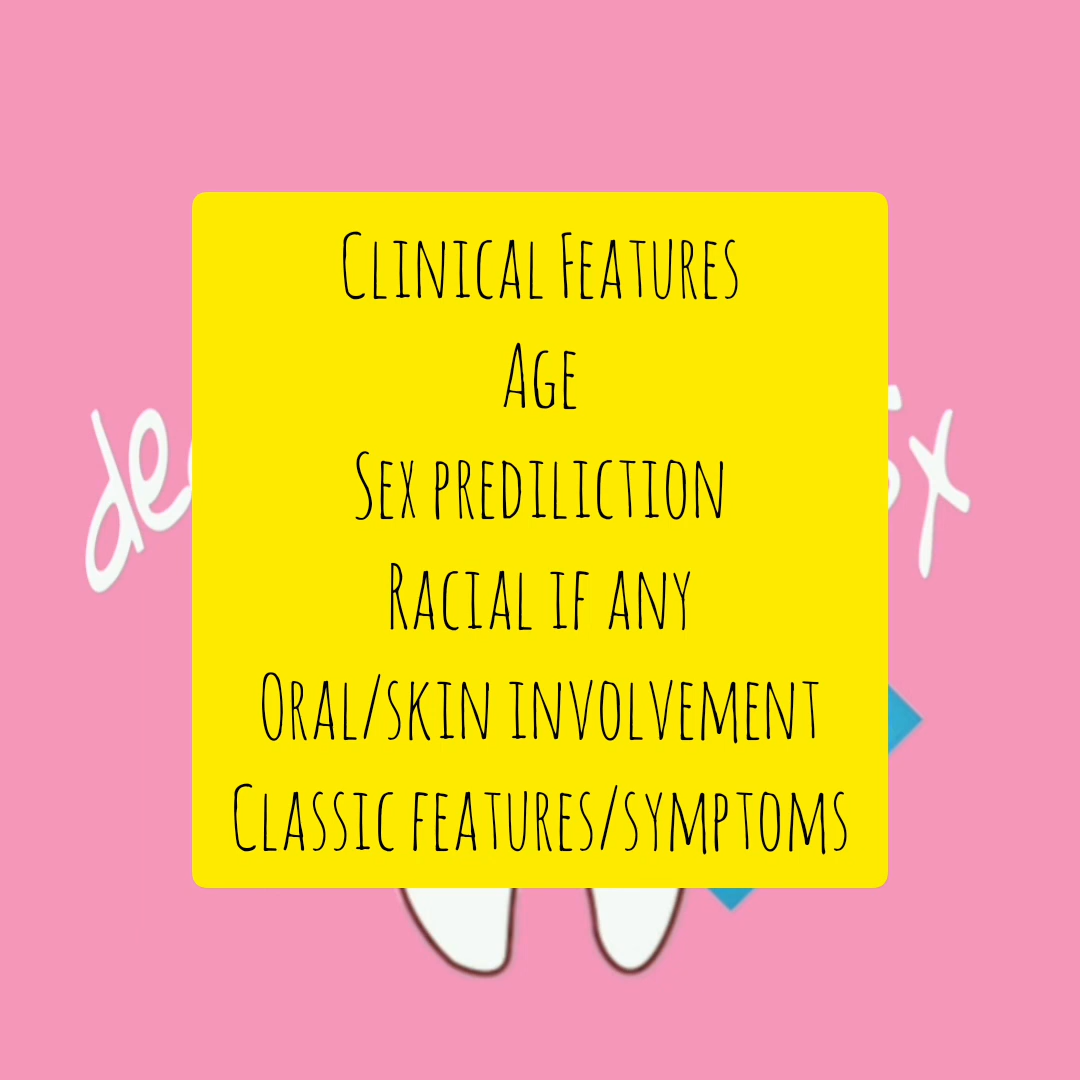 Clinical Features
Age
Sex prediliction
Racial if any
Oral/skin involvement
Classic features/symptoms